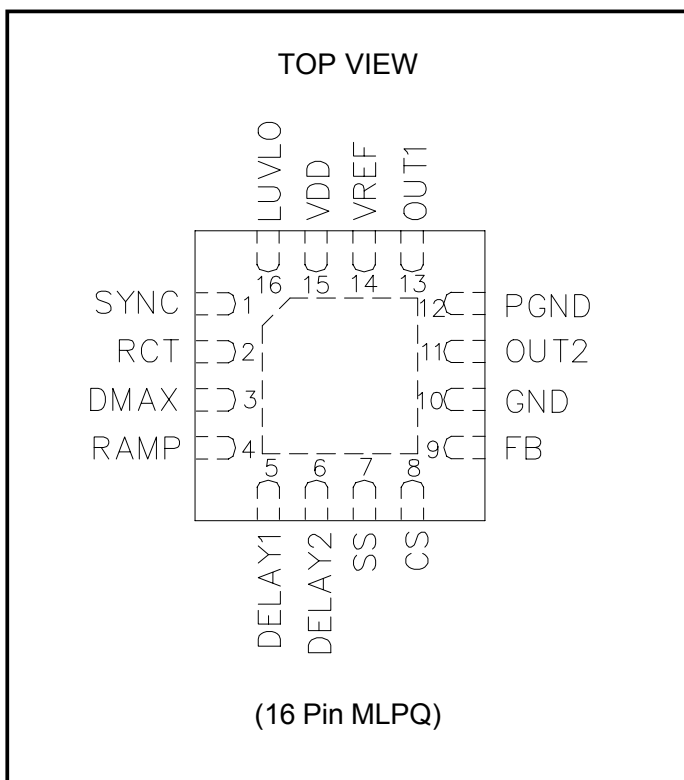 TOP VIEW
LUVLO
VDD
VREF
OUT1
16 15 14 13
SYNC 1 12 PGND
RCT 2 11 OUT2
DMAX 3 10 GND
RAMP 4 9 FB
5 6 7 8
DELAY1
DELAY2
SS
CS
(16 Pin MLPQ)